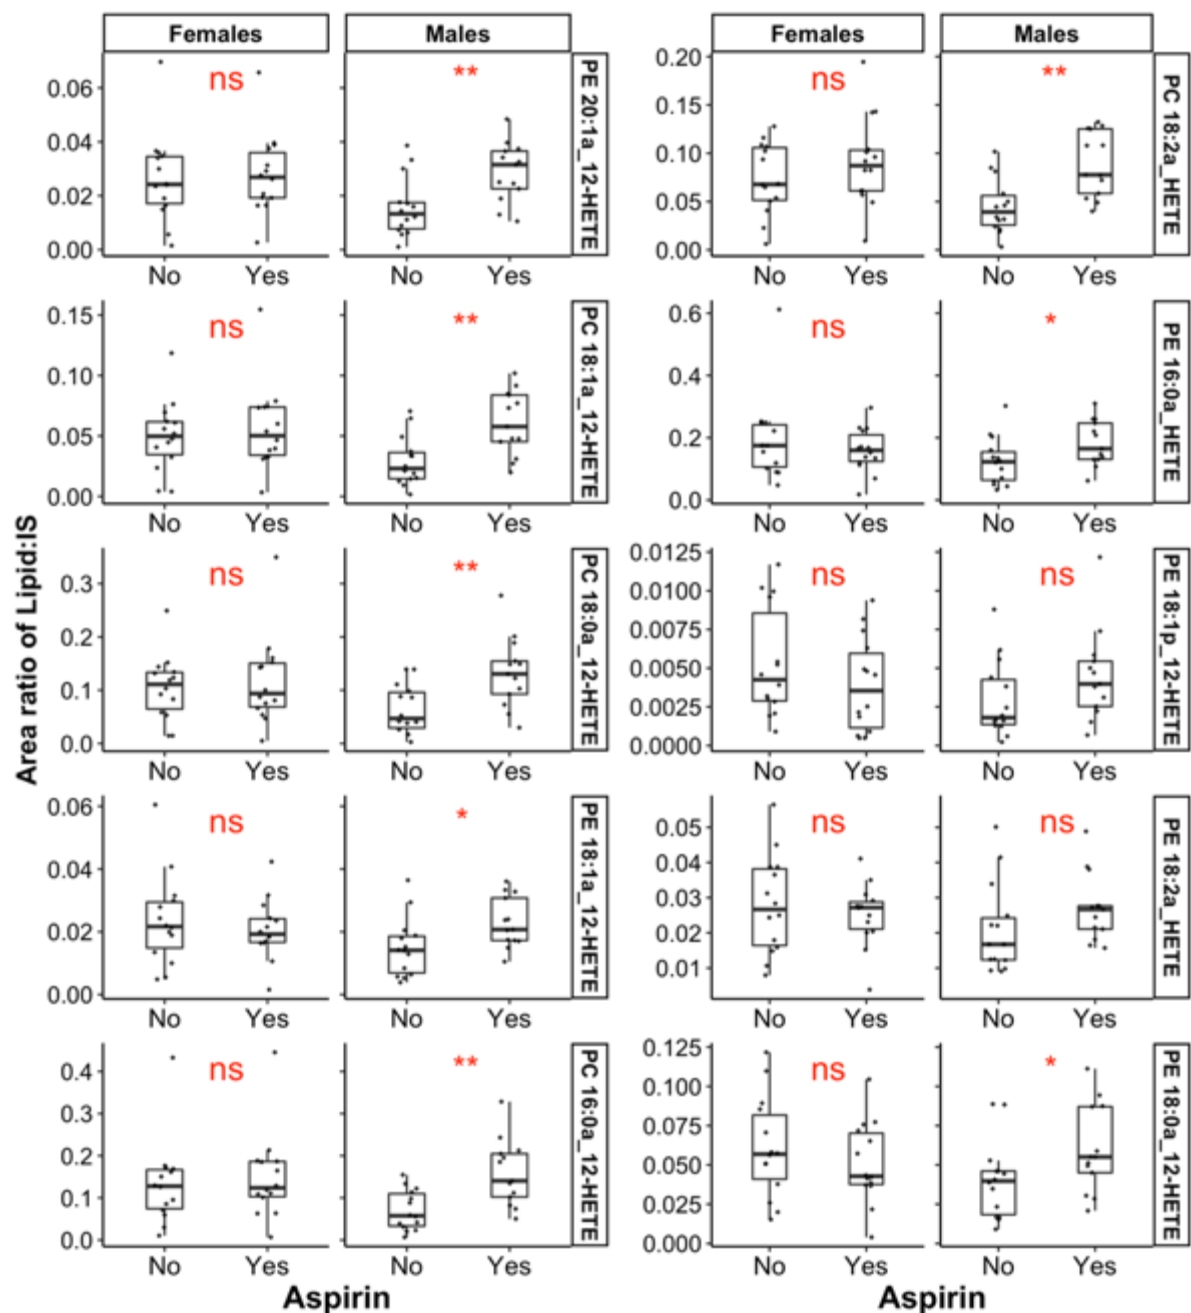 Females Males
Females Males
Area ratio of Lipid:IS
0.06
0.04
0.02
0.00
ns
**
PE 20:1a_12-HETE
No Yes No Yes
0.20
0.15
0.10
0.05
0.00
ns
**
PC 18:2a_HETE
No Yes No Yes
0.15
0.10
0.05
0.00
ns
**
PC 18:1a_12-HETE
No Yes No Yes
0.6
0.4
0.2
0.0
ns
*
PE 16:0a_HETE
No Yes No Yes
0.3
0.2
0.1
0.0
ns
**
PC 18:0a_12-HETE
No Yes No Yes
0.0125
0.0100
0.0075
0.0050
0.0025
0.0000
ns
ns
PE 18:1p_12-HETE
No Yes No Yes
0.06
0.04
0.02
0.00
ns
*
PE 18:1a_12-HETE
No Yes No Yes
0.05
0.04
0.03
0.02
0.01
ns
ns
PE 18:2a_HETE
No Yes No Yes
0.4
0.3
0.2
0.1
0.0
ns
**
PC 16:0a_12-HETE
No Yes No Yes
0.125
0.100
0.075
0.050
0.025
0.000
ns
*
PE 18:0a_12-HETE
No Yes No Yes
Aspirin
Aspirin